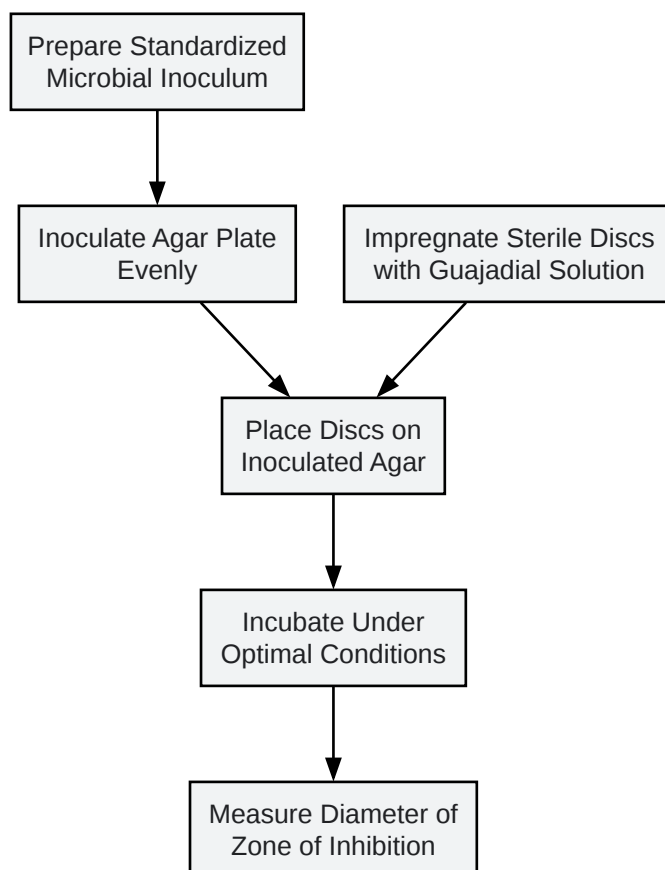 Prepare Standardized
Microbial Inoculum
Inoculate Agar Plate
Evenly
Impregnate Sterile Discs
with Guajadial Solution
Place Discs on
Inoculated Agar
Incubate Under
Optimal Conditions
Measure Diameter of
Zone of Inhibition